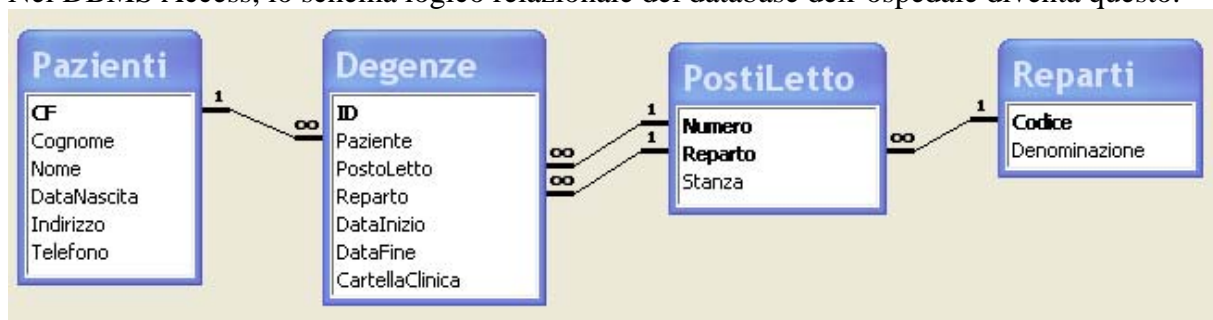 Nel DBMS Access, lo schema logico relazionale del database dell'ospedale diventa questo:
Pazienti
CF
Cognome
Nome
DataNascita
Indirizzo
Telefono
1
∞
Degenze
ID
Paziente
PostoLetto
Reparto
DataInizio
DataFine
CartellaClinica
∞
∞
1
1
PostiLetto
Numero
Reparto
Stanza
∞
1
Reparti
Codice
Denominazione